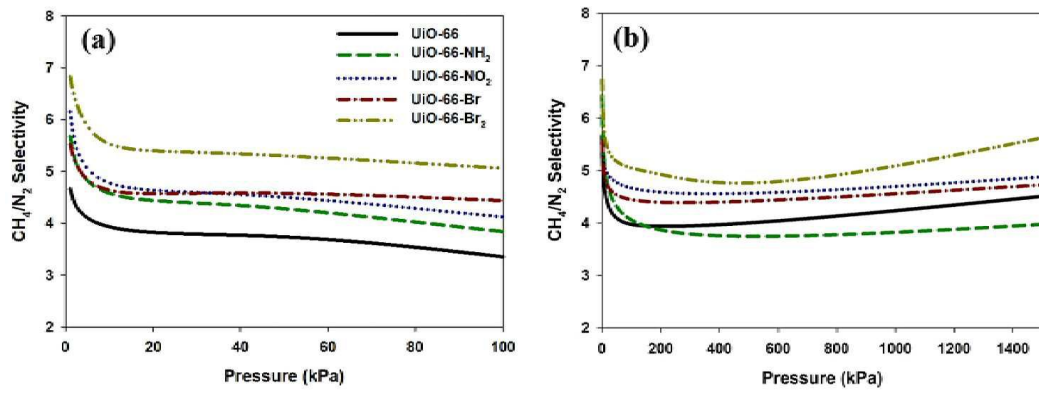 (a)
UiO-66
UiO-66-NH2
UiO-66-NO2
UiO-66-Br
UiO-66-Br2
8
7
6
5
4
3
2
CH4/N2 Selectivity
0 20 40 60 80 100
Pressure (kPa)
(b)
8
7
6
5
4
3
2
CH4/N2 Selectivity
0 200 400 600 800 1000 1200 1400
Pressure (kPa)